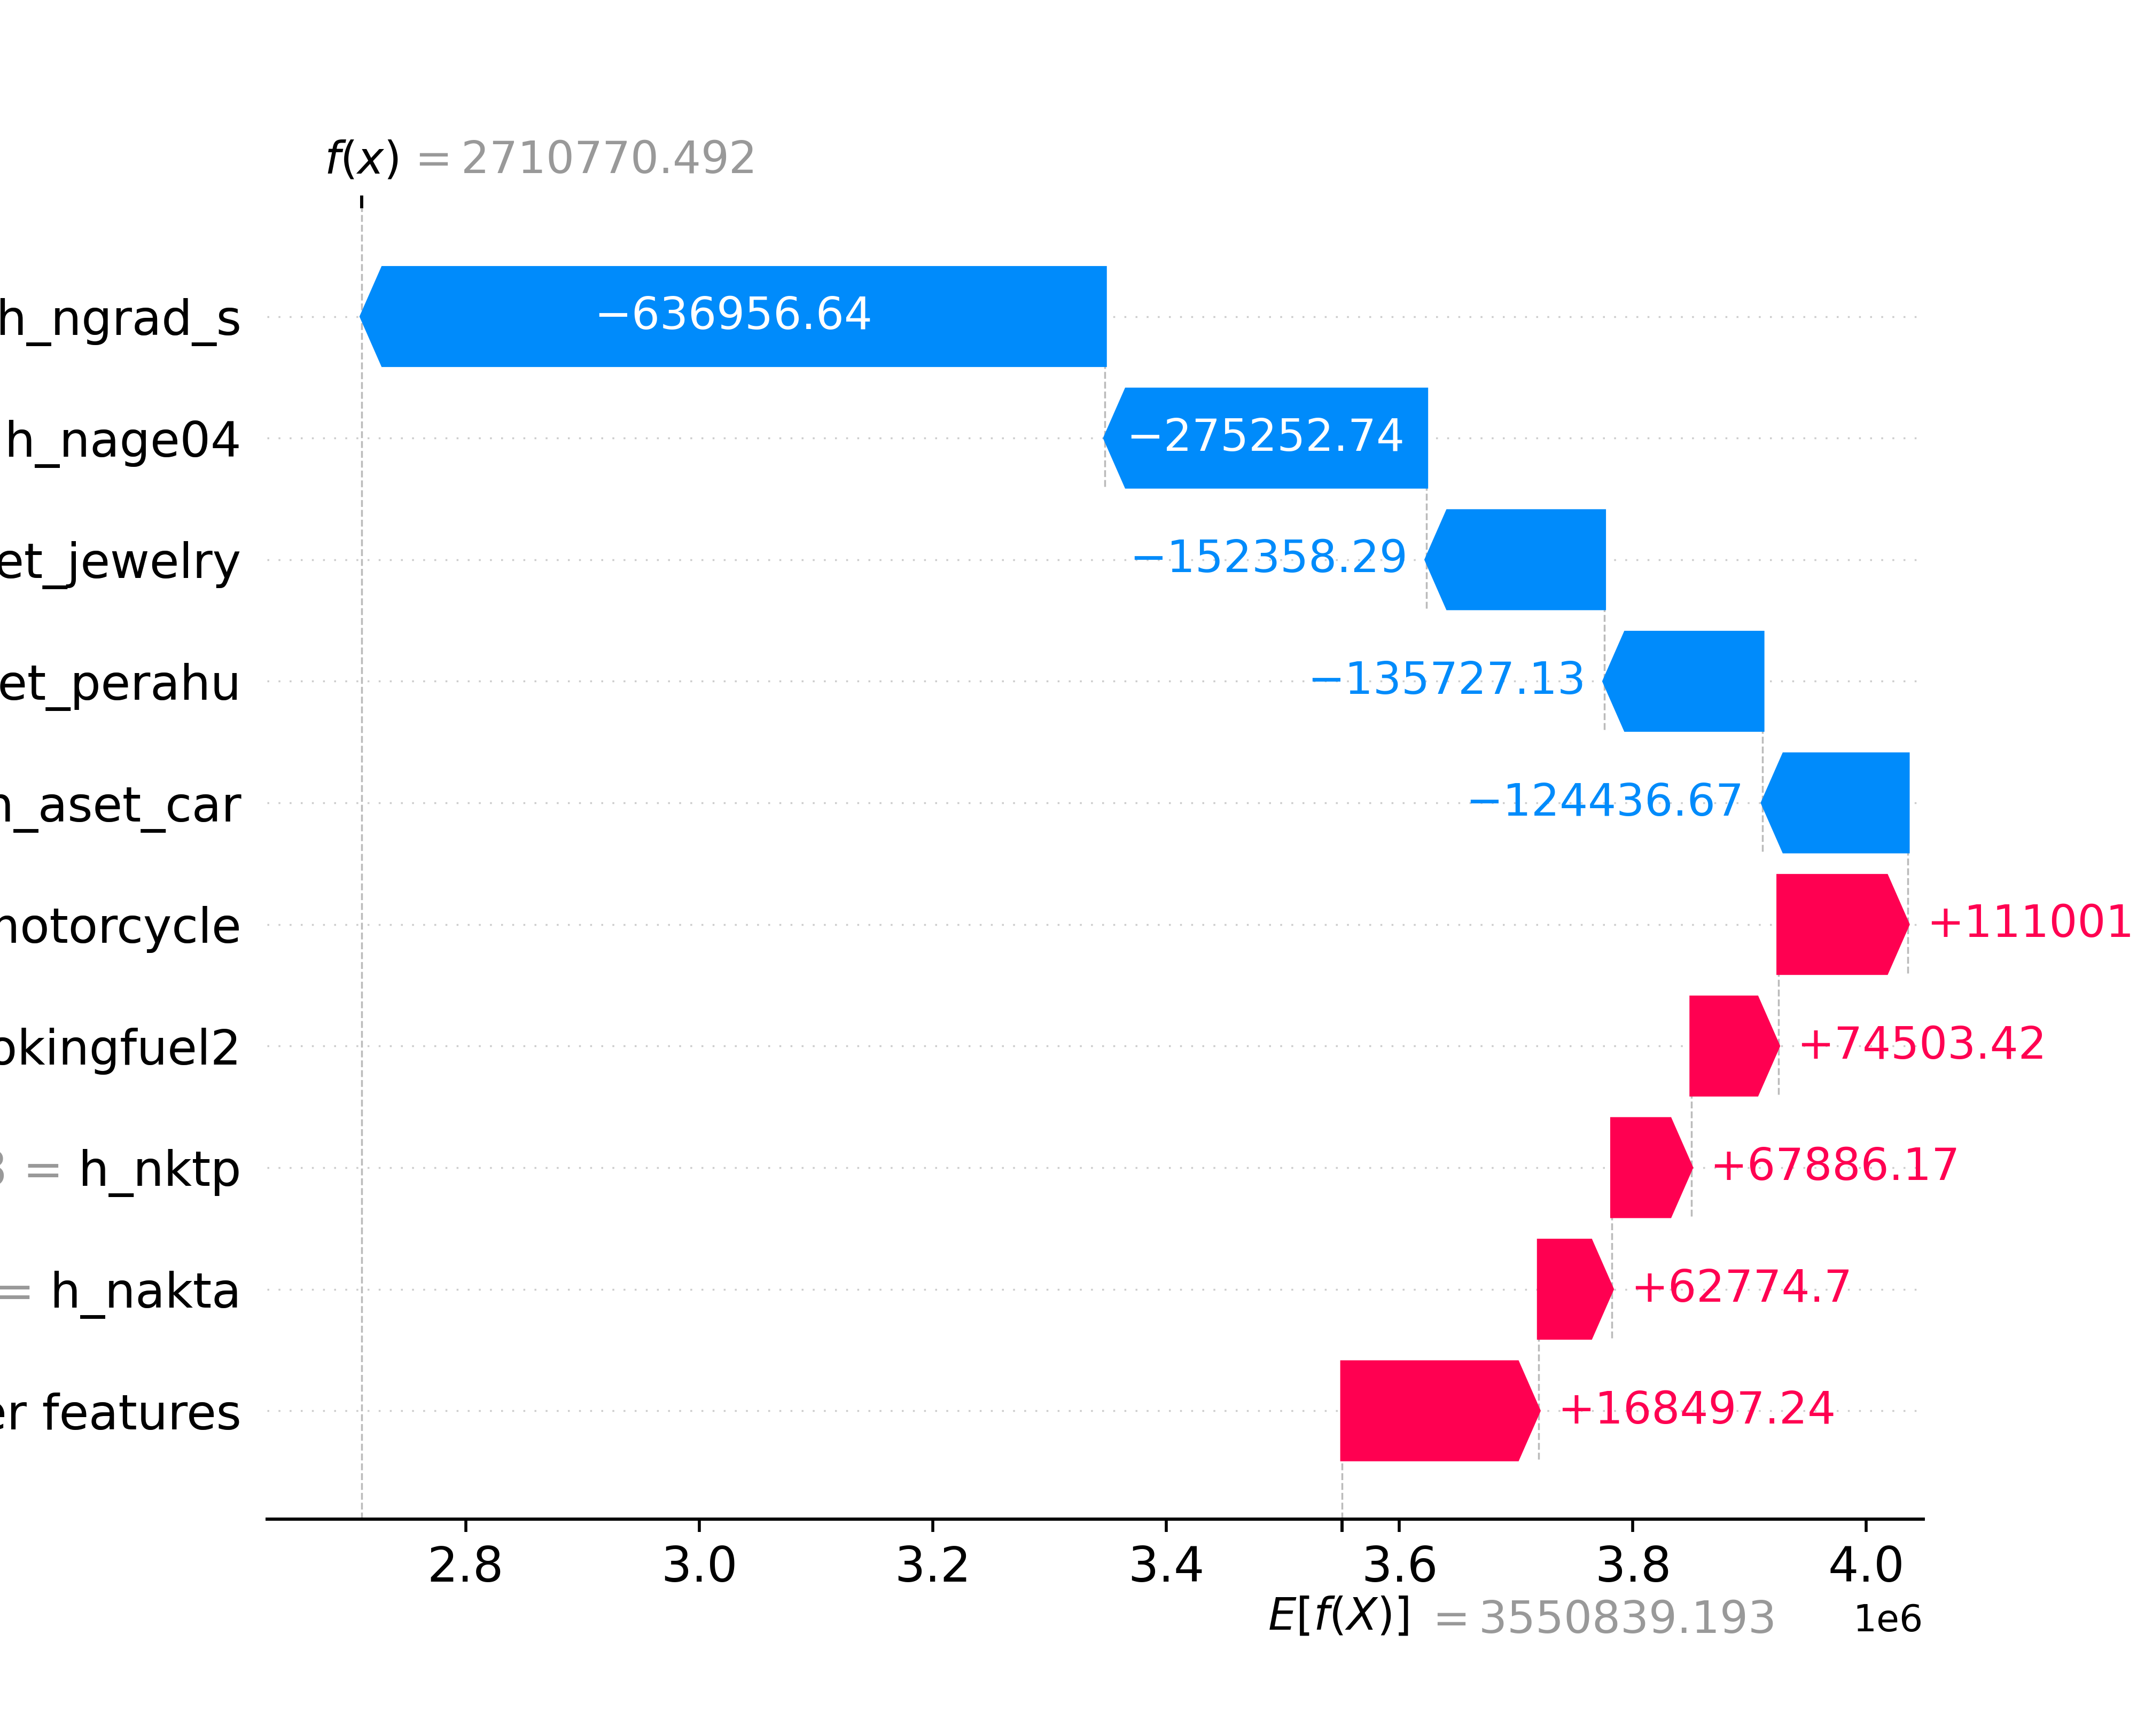 f(x) = 2710770.492
h_ngrad_s −636956.64
h_nage04 −275252.74
et_jewelry −152358.29
et_perahu −135727.13
_aset_car −124436.67
otorcycle +111001
okingfuel2 +74503.42
= h_nktp +67886.17
= h_nakta +62774.7
er features +168497.24
2.8 3.0 3.2 3.4 3.6 3.8 4.0
E[f(X)] = 3550839.193 1e6